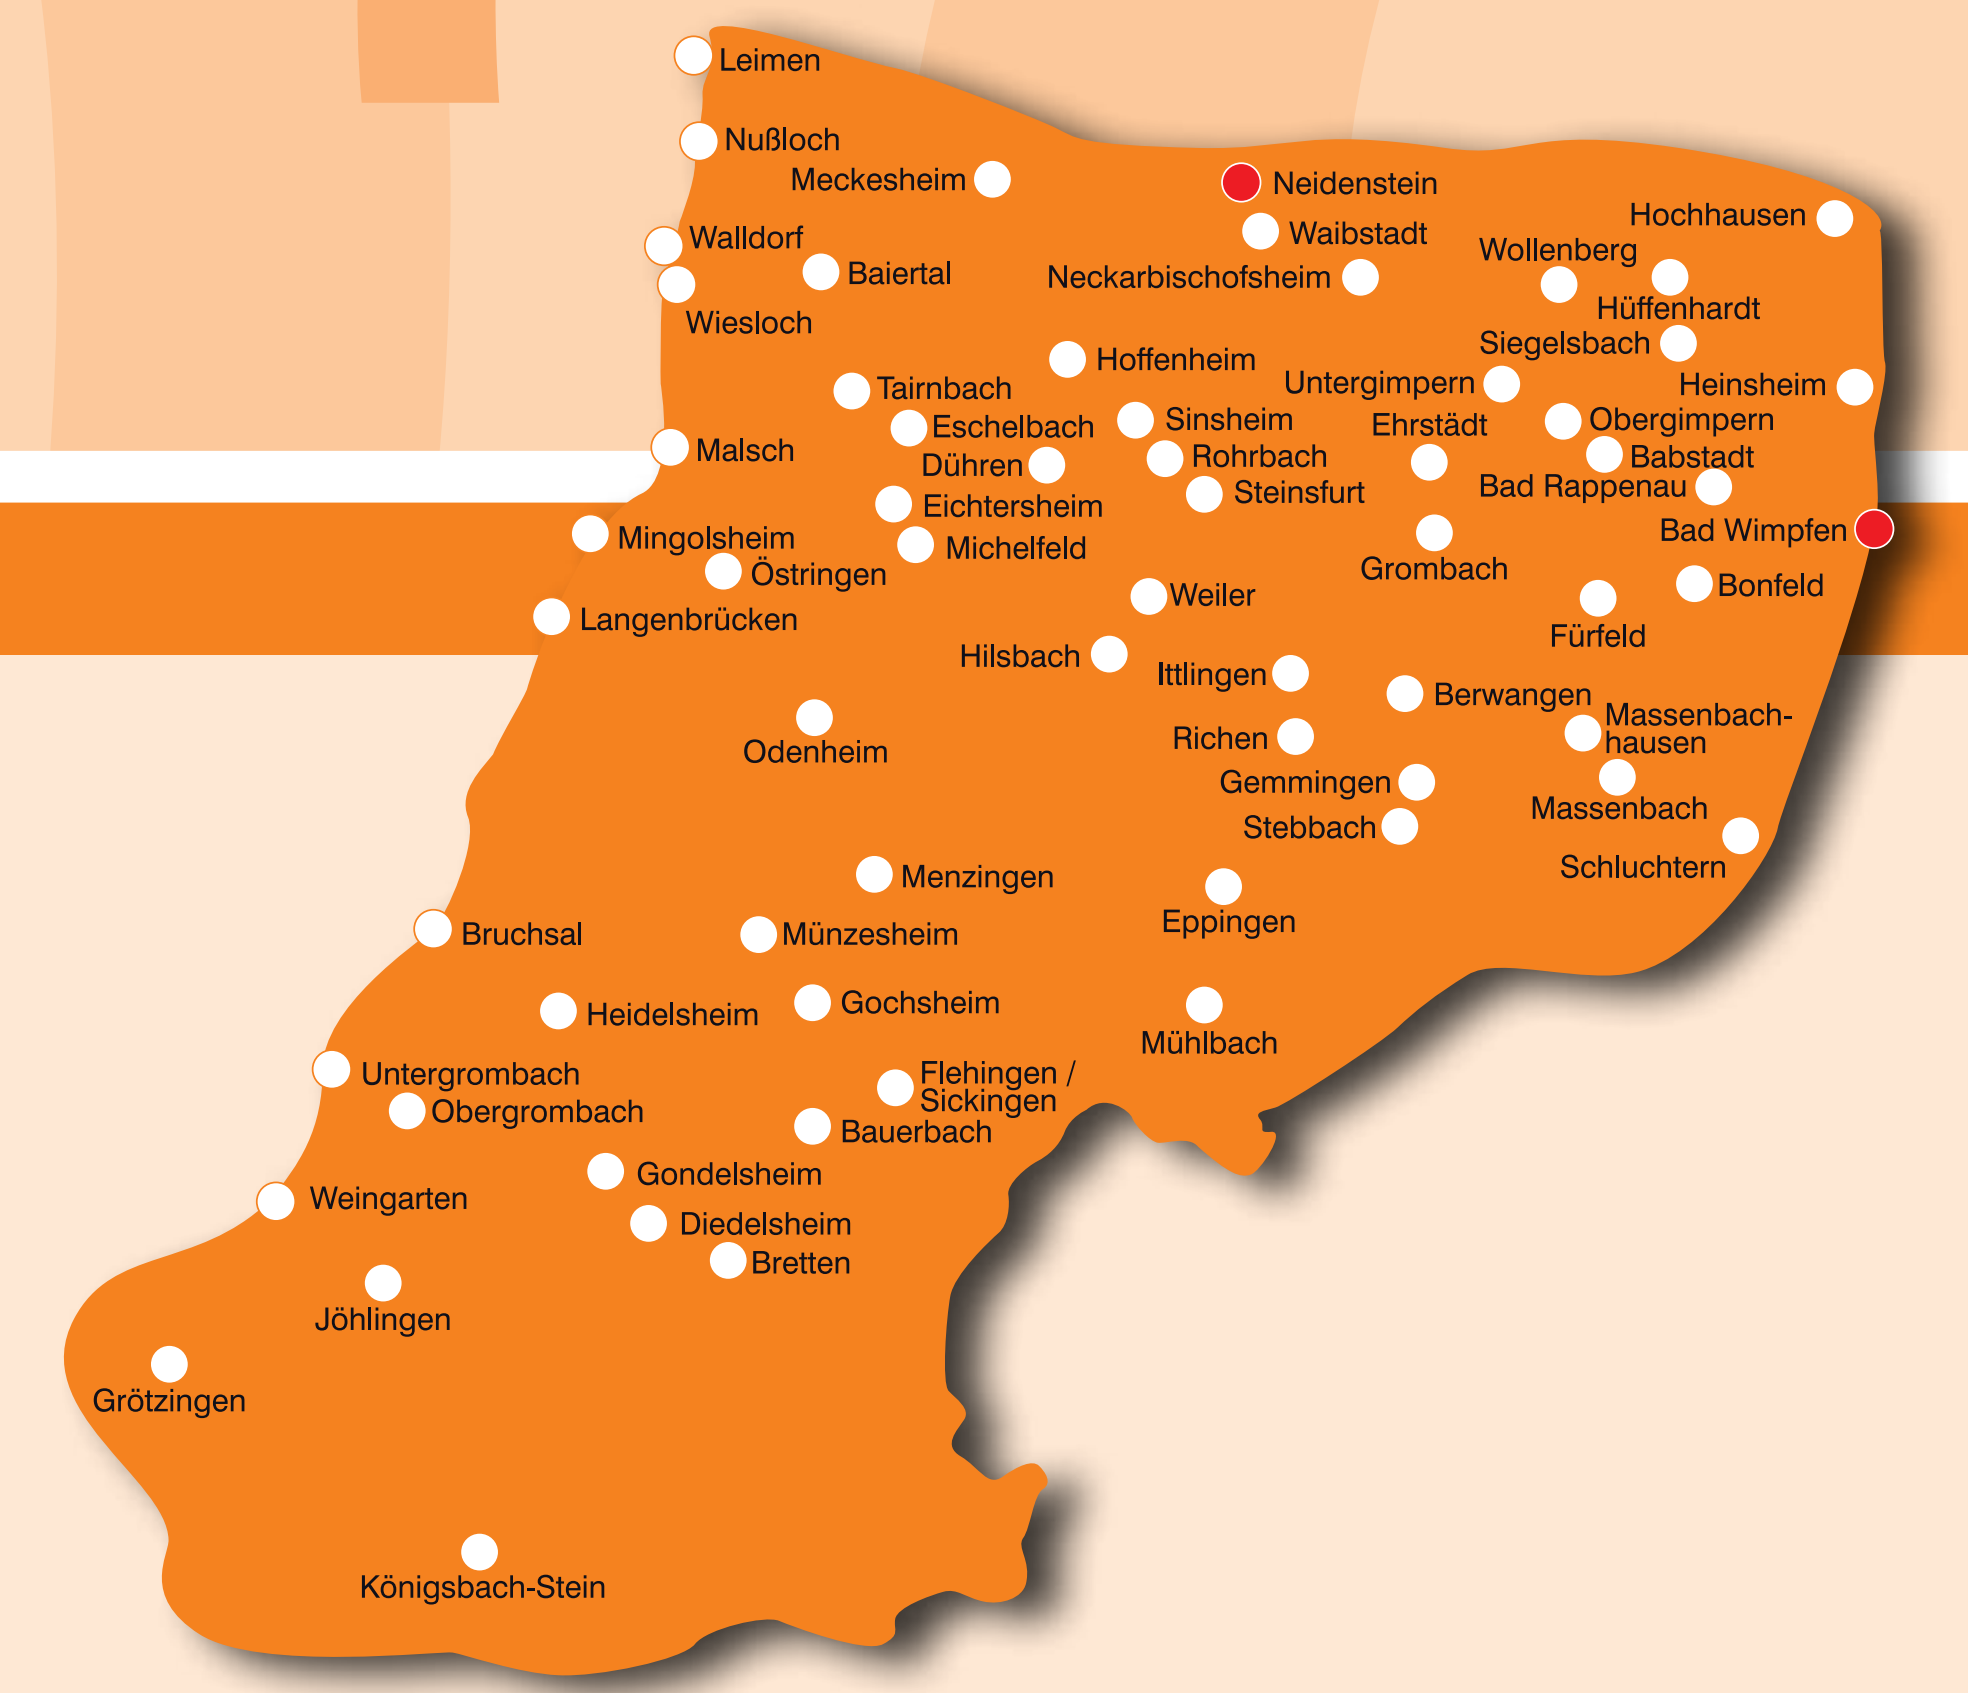 Leimen
Nußloch
Meckesheim
Neidenstein
Hochhausen
Waibstadt
Walldorf
Wollenberg
Baiertal
Neckarbischofsheim
Hüffenhardt
Wiesloch
Siegelsbach
Hoffenheim
Untergimpern
Heinsheim
Tairnbach
Sinsheim
Obergimpern
Ehrstädt
Eschelbach
Malsch
Rohrbach
Babstadt
Dühren
Bad Rappenau
Steinsfurt
Eichtersheim
Bad Wimpfen
Mingolsheim
Michelfeld
Grombach
Östringen
Bonfeld
Weiler
Langenbrücken
Fürfeld
Hilsbach
Ittlingen
Berwangen
Massenbach-
hausen
Richen
Odenheim
Gemmingen
Massenbach
Stebbach
Schluchtern
Menzingen
Eppingen
Bruchsal
Münzesheim
Gochsheim
Heidelsheim
Mühlbach
Untergrombach
Flehingen /
Sickingen
Obergrombach
Bauerbach
Gondelsheim
Weingarten
Diedelsheim
Bretten
Jöhlingen
Grötzingen
Königsbach-Stein